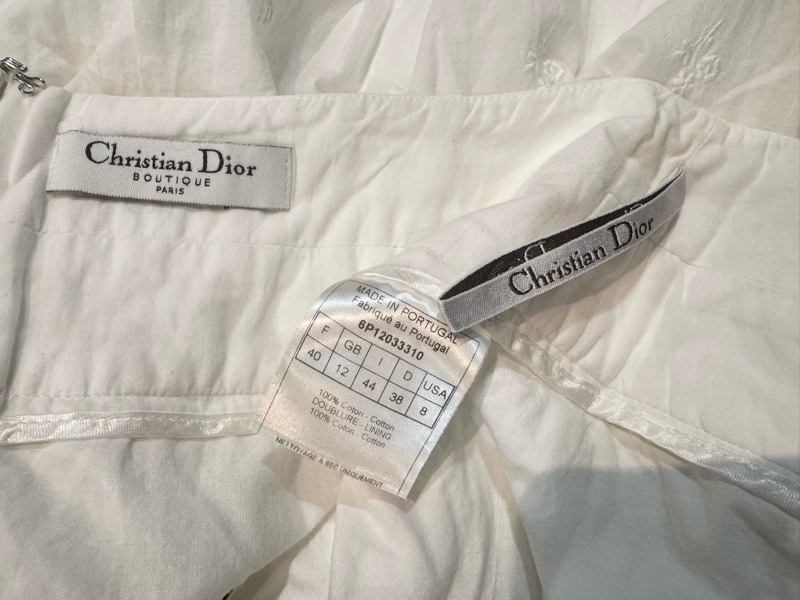 Christian Dior
BOUTIQUE
PARIS
Christian Dior
MADE IN PORTUGAL
Fabriqué au Portugal
6P12033310
F GB I D USA
40 12 44 38 8
100% Coton - Cotton
DOUBLURE - LINING
100% Coton - Cotton
NETTOYAGE À SEC UNIQUEMENT